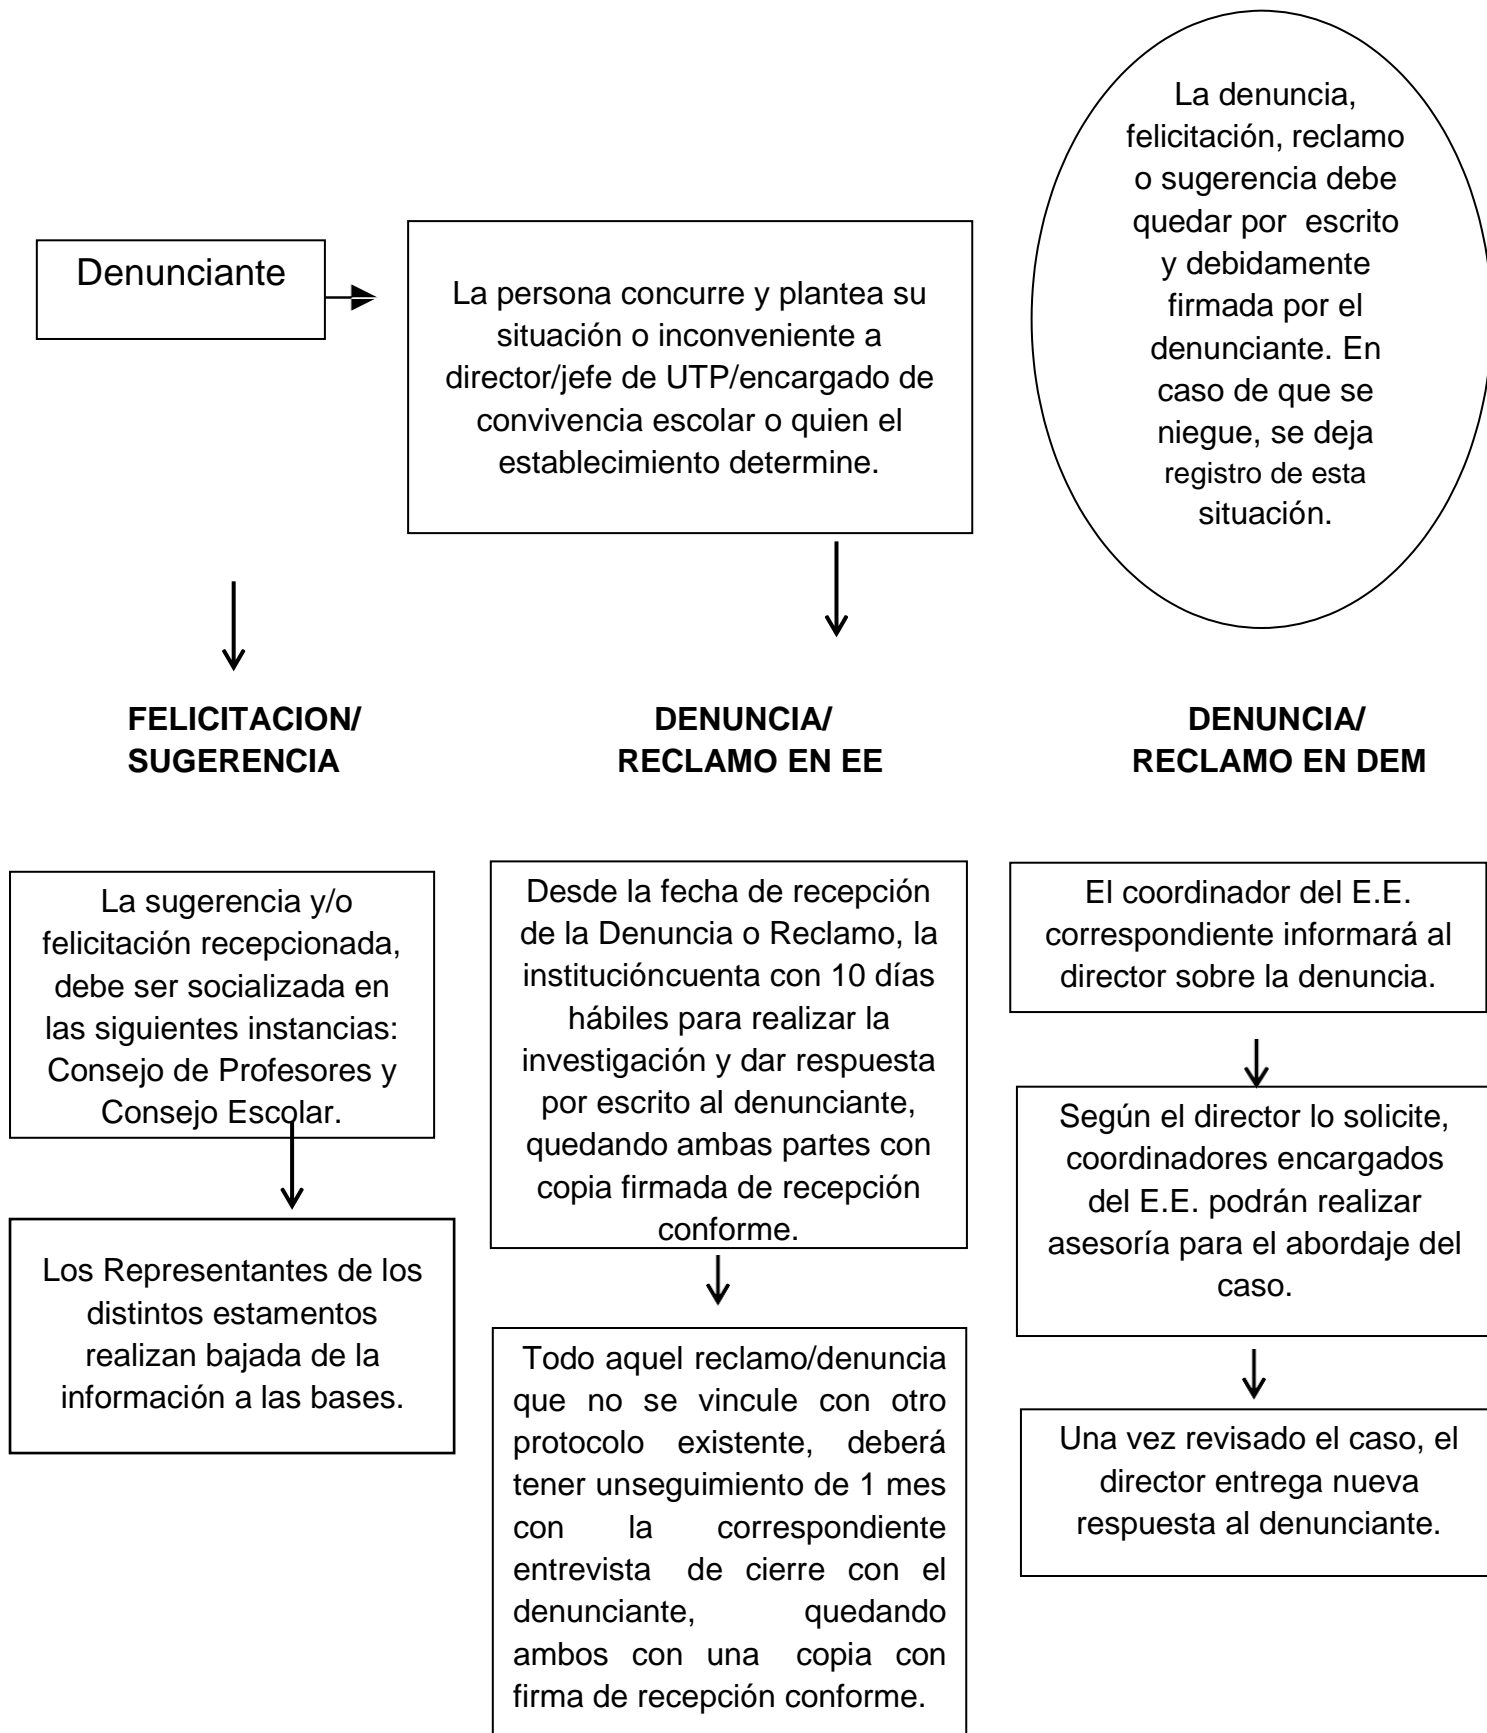 Denunciante
La persona concurre y plantea su
situación o inconveniente a
director/jefe de UTP/encargado de
convivencia escolar o quien el
establecimiento determine.
La denuncia,
felicitación, reclamo
o sugerencia debe
quedar por escrito
y debidamente
firmada por el
denunciante. En
caso de que se
niegue, se deja
registro de esta
situación.
FELICITACION/
SUGERENCIA
DENUNCIA/
RECLAMO EN EE
DENUNCIA/
RECLAMO EN DEM
La sugerencia y/o
felicitación recepcionada,
debe ser socializada en
las siguientes instancias:
Consejo de Profesores y
Consejo Escolar.
Los Representantes de los
distintos estamentos
realizan bajada de la
información a las bases.
Desde la fecha de recepción
de la Denuncia o Reclamo, la
institucióncuenta con 10 días
hábiles para realizar la
investigación y dar respuesta
por escrito al denunciante,
quedando ambas partes con
copia firmada de recepción
conforme.
Todo aquel reclamo/denuncia
que no se vincule con otro
protocolo existente, deberá
tener unseguimiento de 1 mes
con la correspondiente
entrevista de cierre con el
denunciante, quedando
ambos con una copia con
firma de recepción conforme.
El coordinador del E.E.
correspondiente informará al
director sobre la denuncia.
Según el director lo solicite,
coordinadores encargados
del E.E. podrán realizar
asesoría para el abordaje del
caso.
Una vez revisado el caso, el
director entrega nueva
respuesta al denunciante.